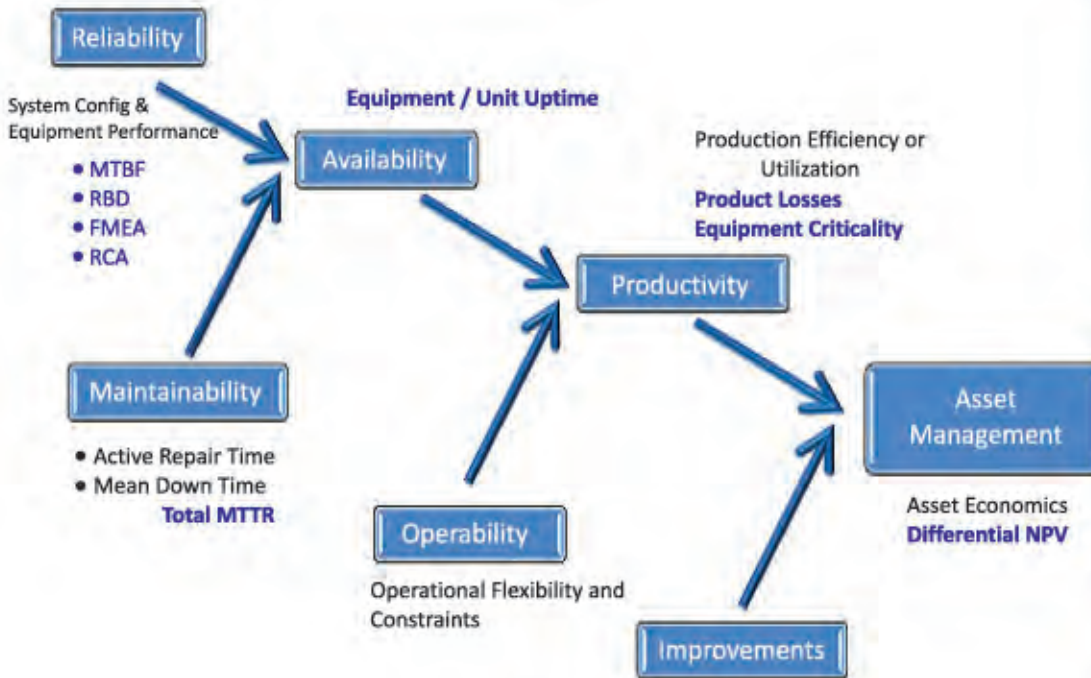 Reliability
System Config &
Equipment Performance
• MTBF
• RBD
• FMEA
• RCA
Equipment / Unit Uptime
Availability
Production Efficiency or
Utilization
Product Losses
Equipment Criticality
Productivity
Maintainability
• Active Repair Time
• Mean Down Time
Total MTTR
Operability
Operational Flexibility and
Constraints
Asset
Management
Asset Economics
Differential NPV
Improvements